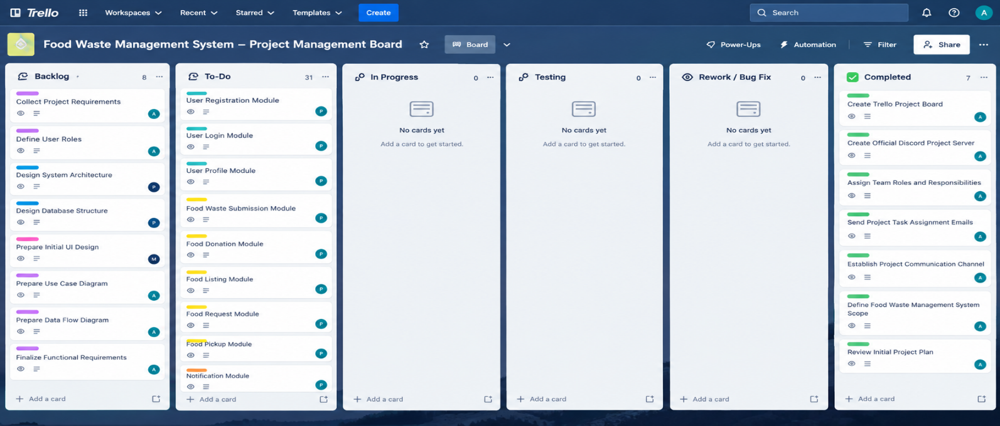 Trello
Workspaces
Recent
Starred
Templates
Create
Search
A
Food Waste Management System – Project Management Board
Board
Power-Ups
Automation
Filter
Share
Backlog
8
Collect Project Requirements
A
Define User Roles
A
Design System Architecture
P
Design Database Structure
P
Prepare Initial UI Design
M
Prepare Use Case Diagram
A
Prepare Data Flow Diagram
A
Finalize Functional Requirements
A
Add a card
To-Do
31
User Registration Module
P
User Login Module
P
User Profile Module
P
Food Waste Submission Module
P
Food Donation Module
P
Food Listing Module
P
Food Request Module
P
Food Pickup Module
P
Notification Module
P
Add a card
In Progress
0
No cards yet
Add a card to get started.
Add a card
Testing
0
No cards yet
Add a card to get started.
Add a card
Rework / Bug Fix
0
No cards yet
Add a card to get started.
Add a card
Completed
7
Create Trello Project Board
A
Create Official Discord Project Server
A
Assign Team Roles and Responsibilities
A
Send Project Task Assignment Emails
A
Establish Project Communication Channel
A
Define Food Waste Management System
Scope
A
Review Initial Project Plan
A
Add a card